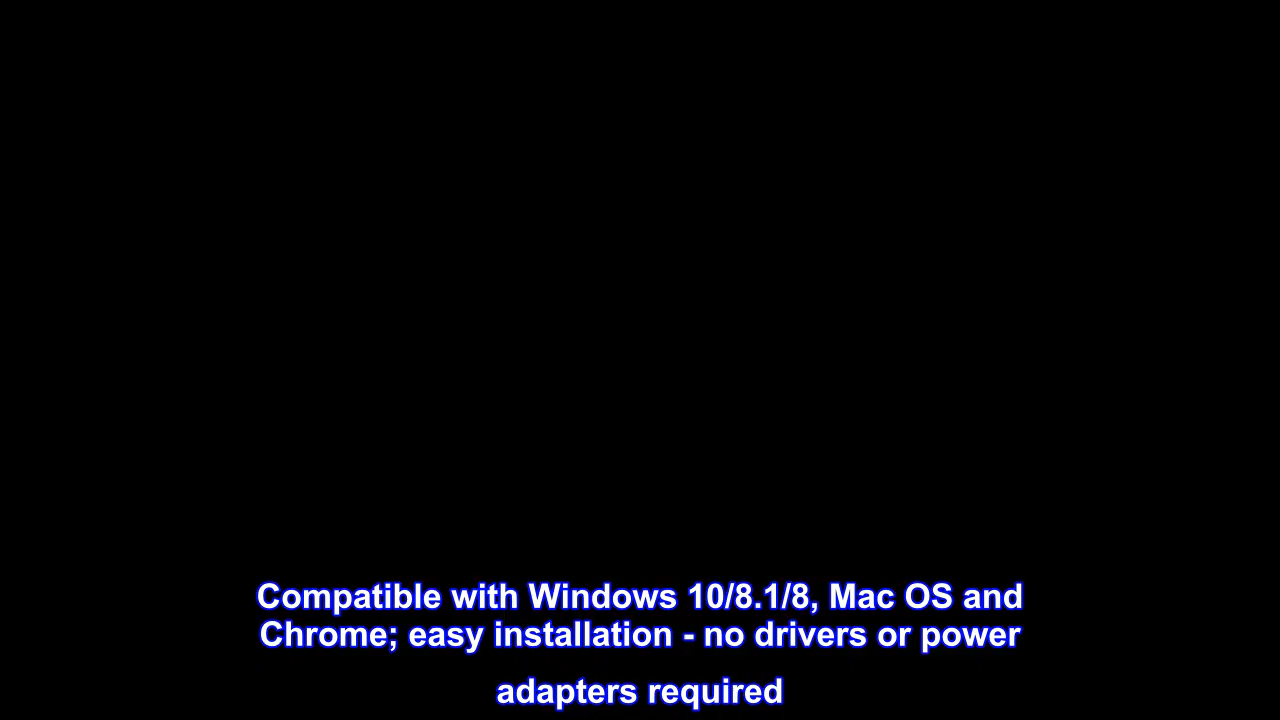 Compatible with Windows 10/8.1/8, Mac OS and
Chrome; easy installation - no drivers or power
adapters required